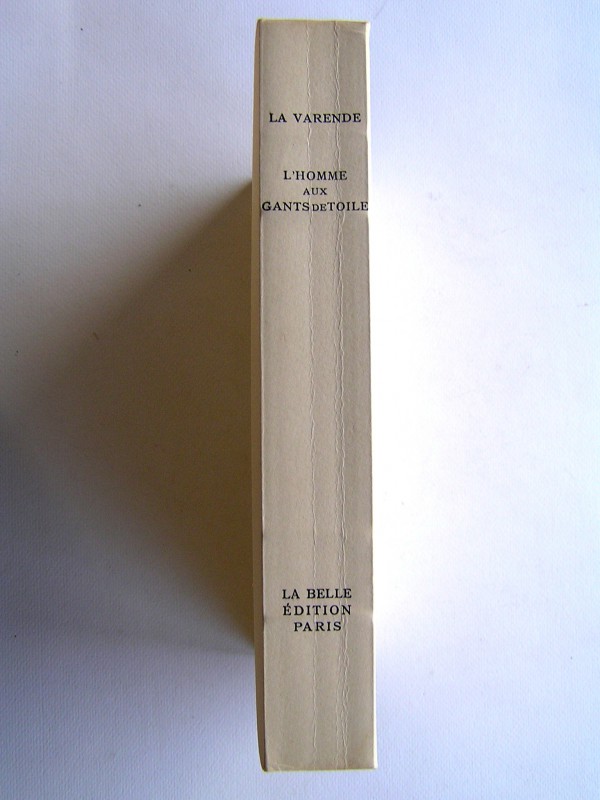 LA VARENDE
L'HOMME
AUX
GANTS DE TOILE
LA BELLE
ÉDITION
PARIS